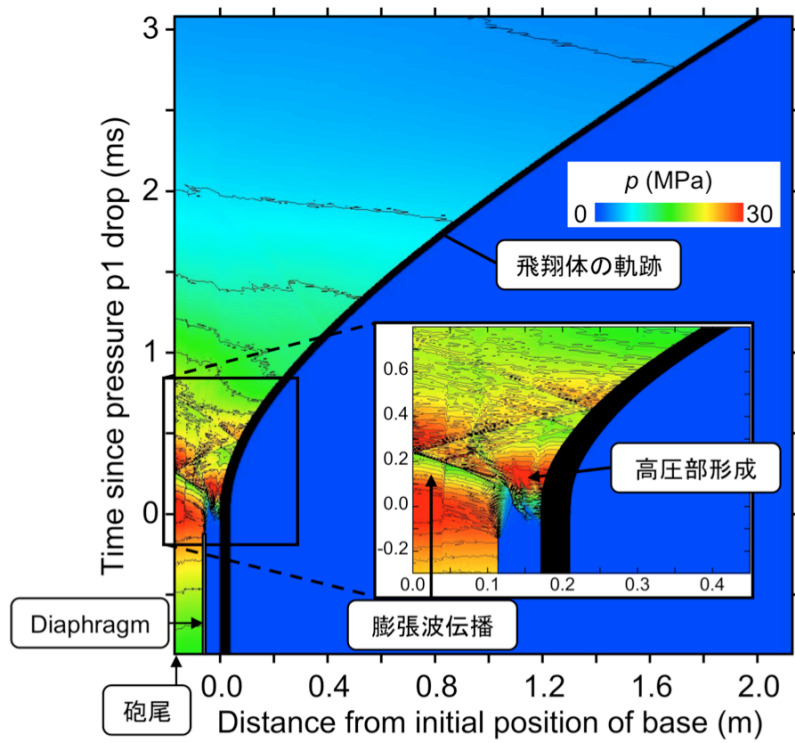 3
2
1
0
Time since pressure p1 drop (ms)
p (MPa)
0 30
飛翔体の軌跡
0.6
0.4
0.2
0.0
-0.2
0.0 0.1 0.2 0.3 0.4
高圧部形成
膨張波伝播
Diaphragm
砲尾
0.0 0.4 0.8 1.2 1.6 2.0
Distance from initial position of base (m)